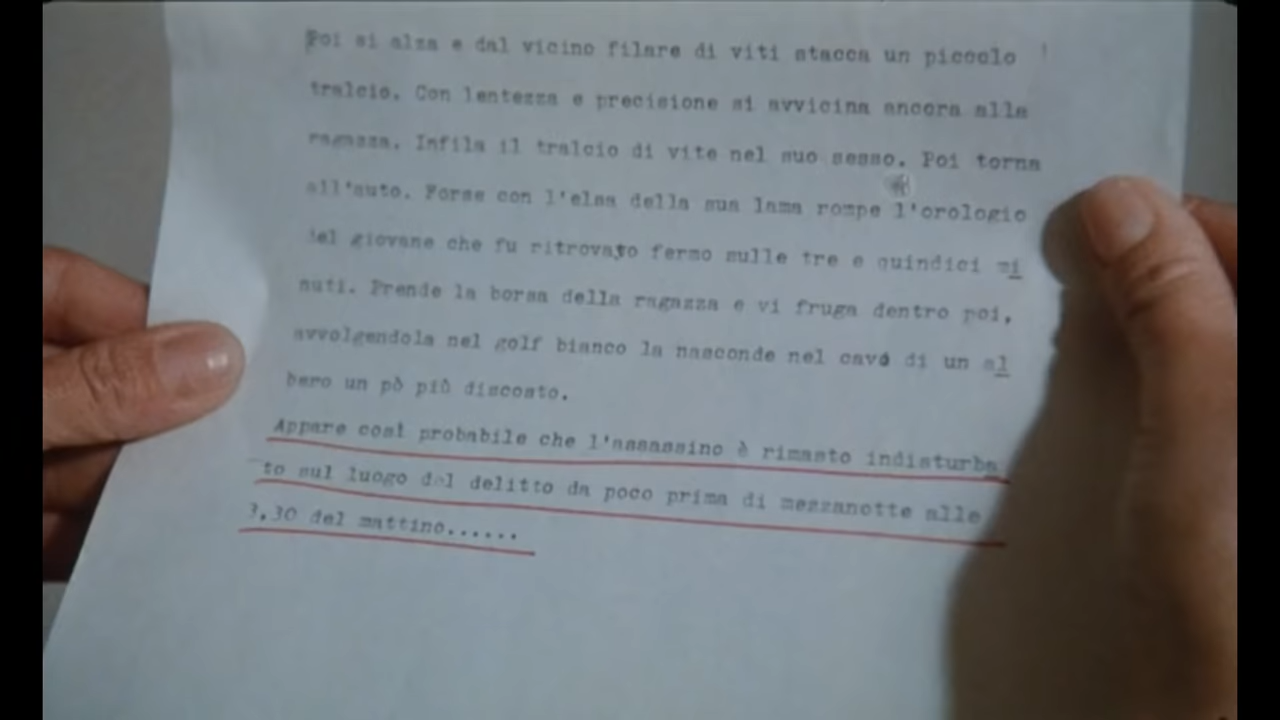 Poi si alza e dal vicino filare di viti stacca un piccolo
tralcio. Con lentezza e precisione si avvicina ancora alla
ragazza. Infila il tralcio di vite nel suo sesso. Poi torna
all'auto. Forse con l'elsa della sua lama rompe l'orologio
del giovane che fu ritrovato fermo sulle tre e quindici mi
nuti. Prende la borsa della ragazza e vi fruga dentro poi,
avvolgendola nel golf bianco la nasconde nel cavo di un al
bero un pò più discosto.
Appare così probabile che l'assassino è rimasto indisturba
to sul luogo del delitto da poco prima di mezzanotte alle
3,30 del mattino......